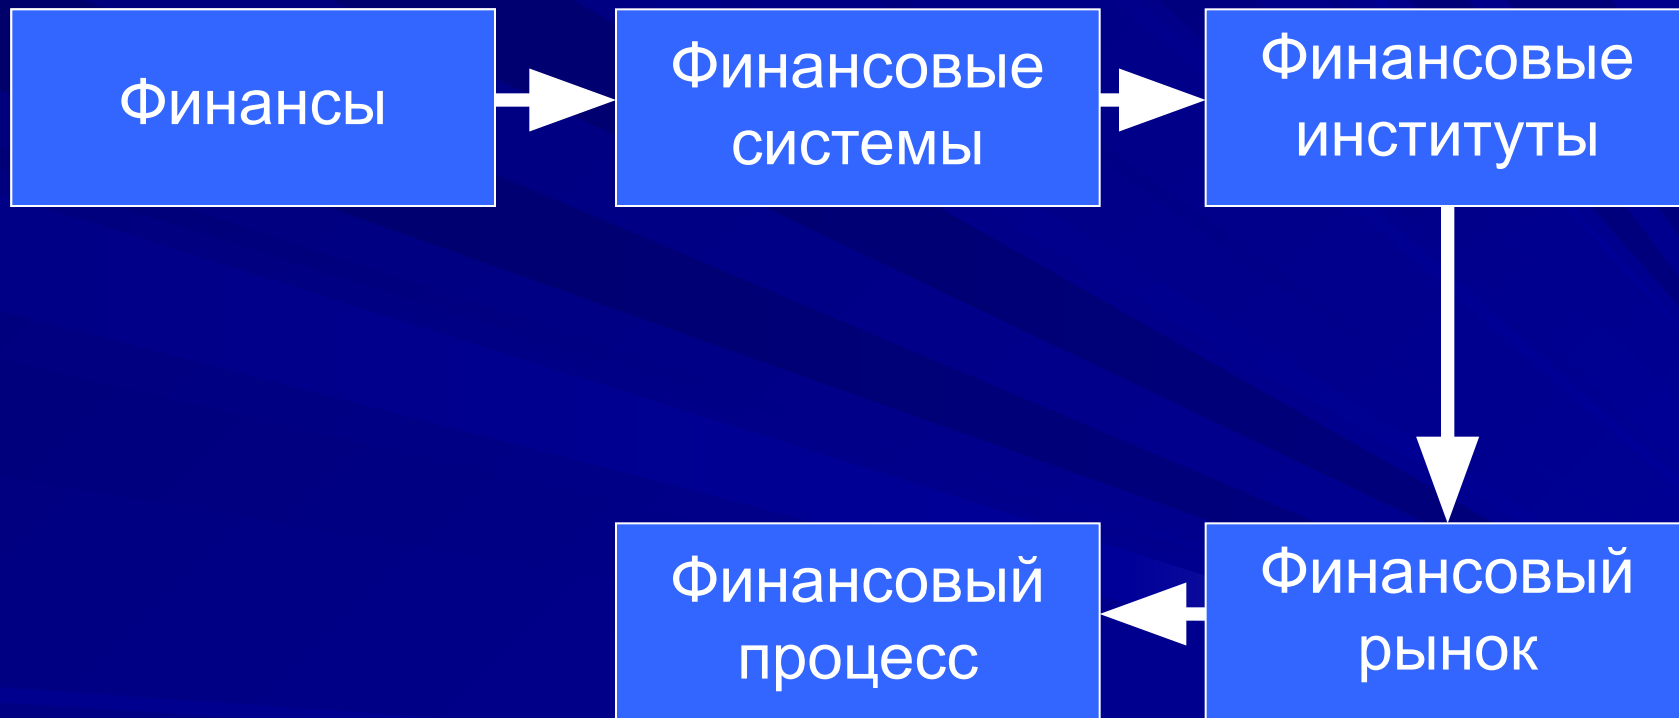 Финансы
Финансовые
системы
Финансовые
институты
Финансовый
процесс
Финансовый
рынок